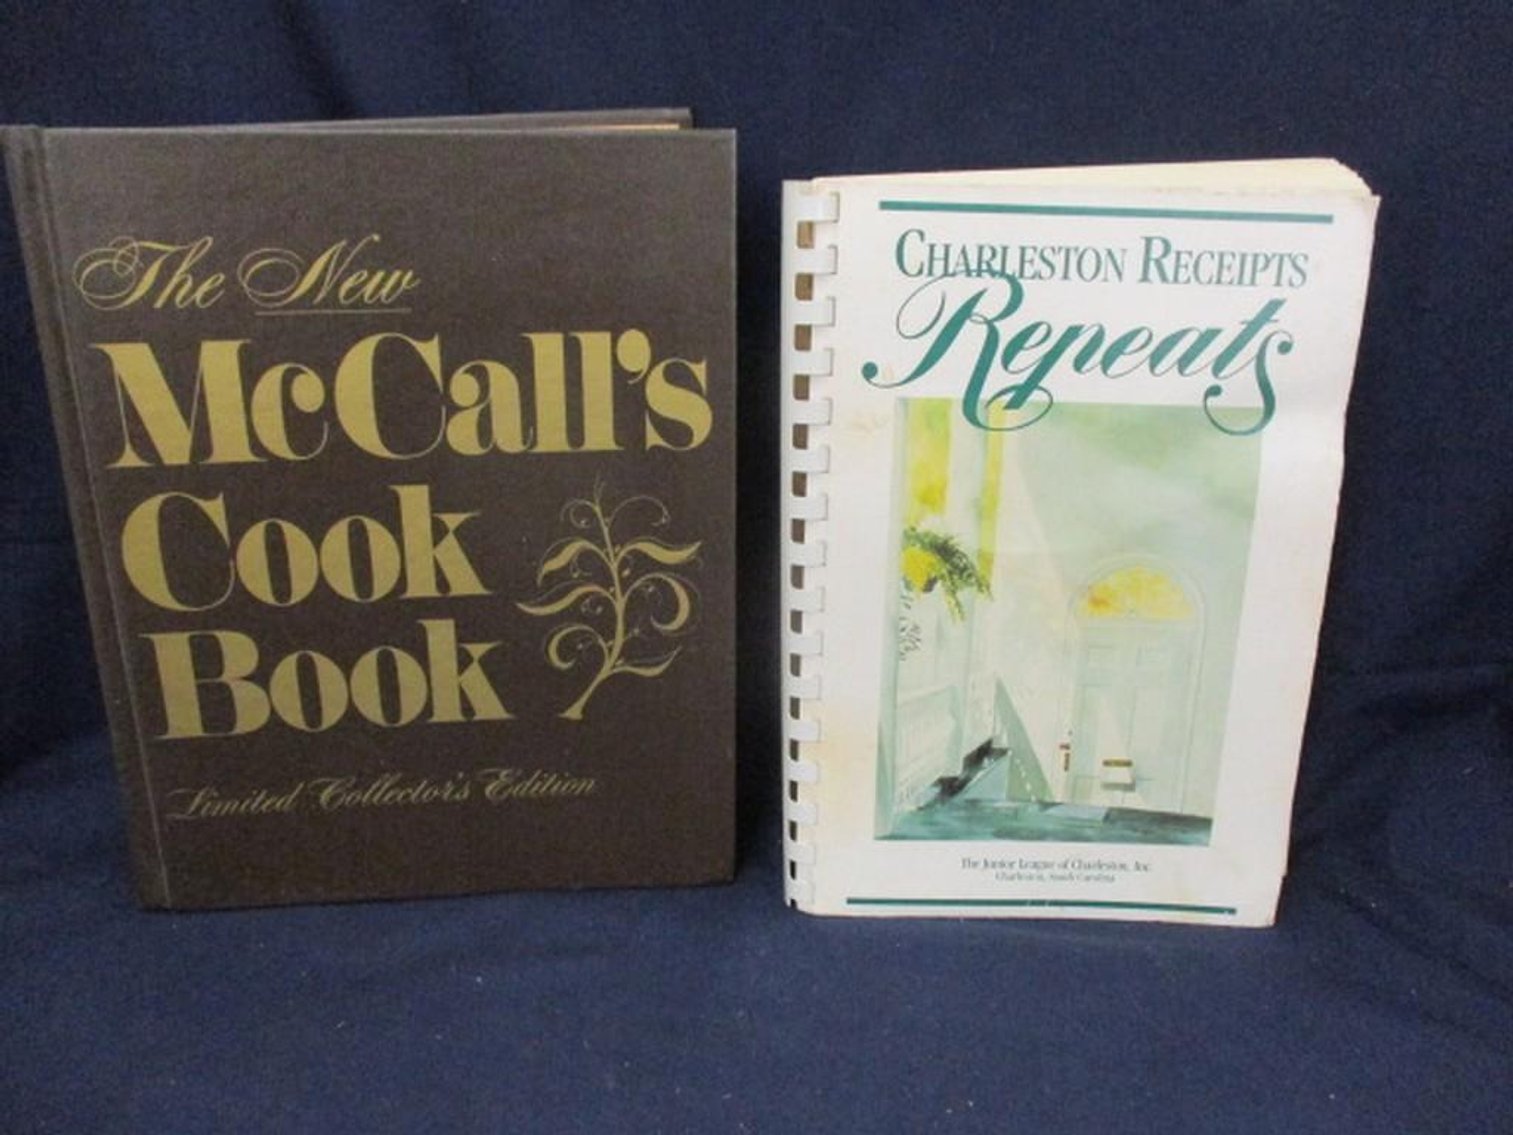 The New
McCall's
Cook
Book
Limited Collector's Edition
CHARLESTON RECEIPTS
Repeats
The Junior League of Charleston, Inc.
Charleston, South Carolina